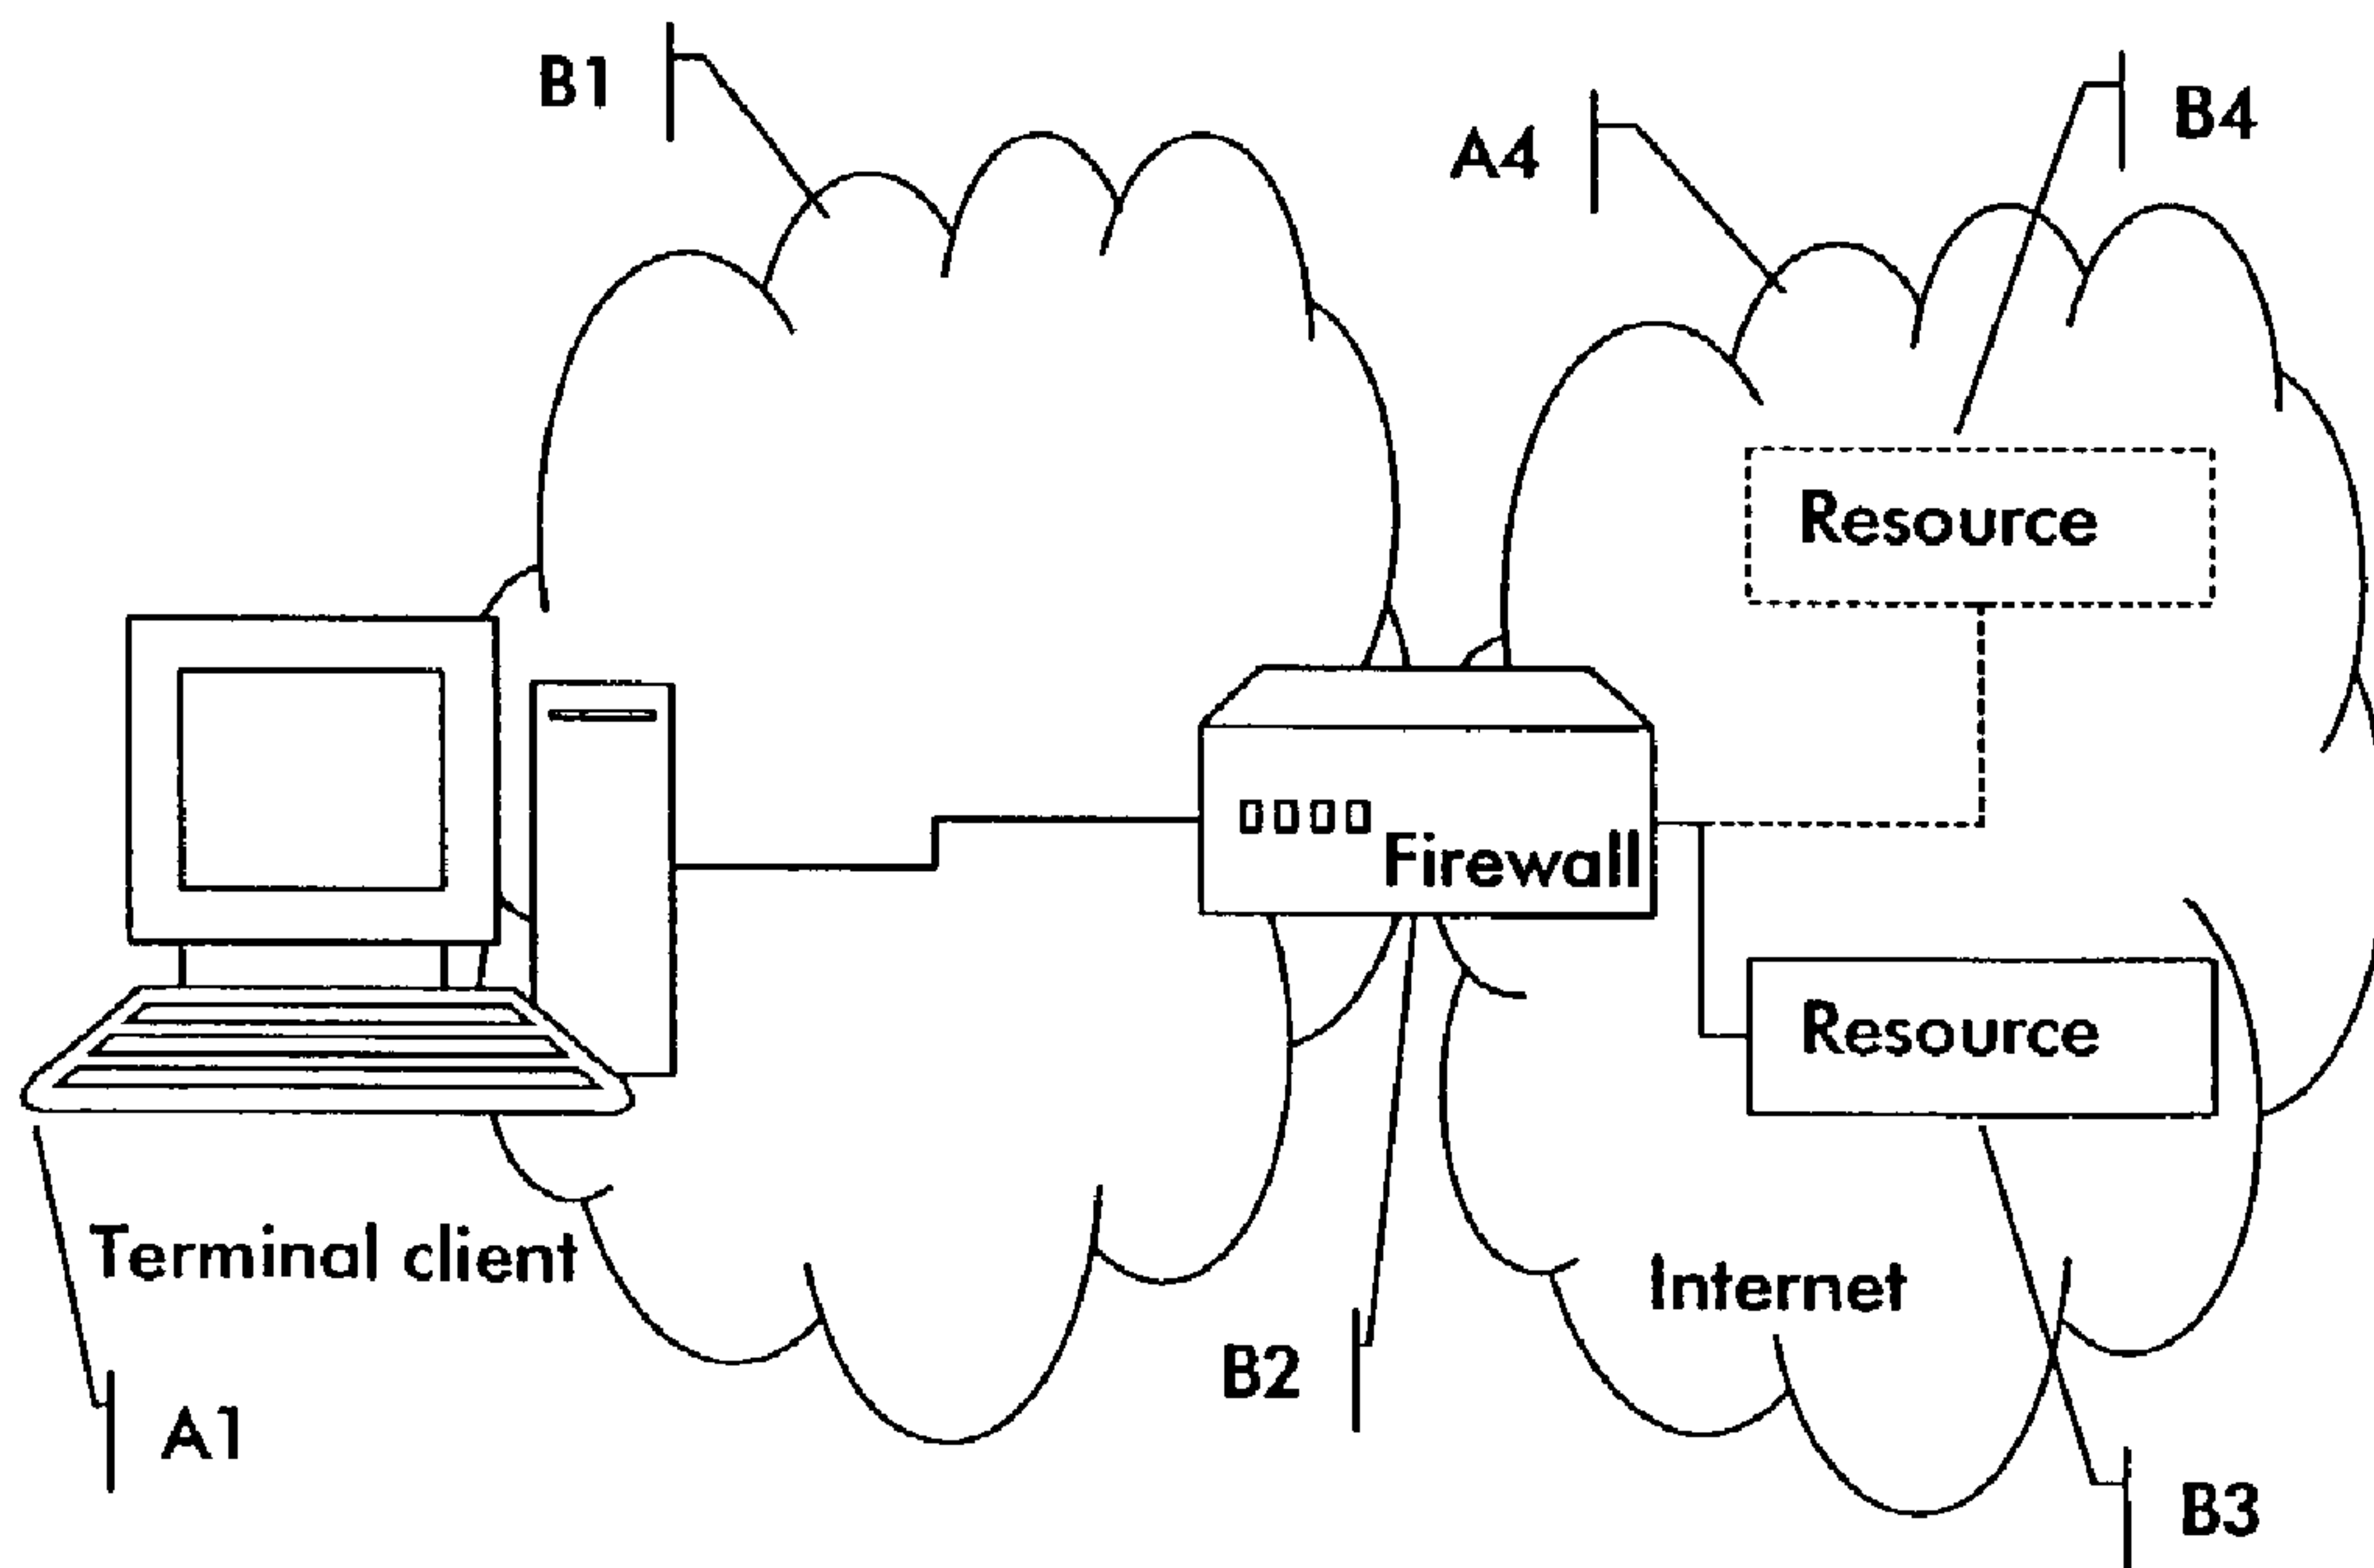 B1
B4
A4
Resource
Firewall
Resource
Terminal client
Internet
B2
A1
B3